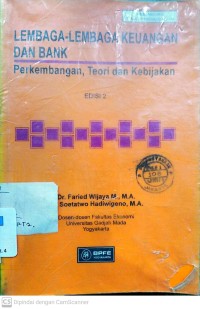 LEMBAGA-LEMBAGA KEUANGAN
DAN BANK
Perkembangan, Teori dan Kebijakan
EDISI 2
Dr. Faried Wijaya M., M.A.
Soetatwo Hadiwigeno, M.A.
Dosen-dosen Fakultas Ekonomi
Universitas Gadjah Mada
Yogyakarta
BPFE
CS Dipindai dengan CamScanner